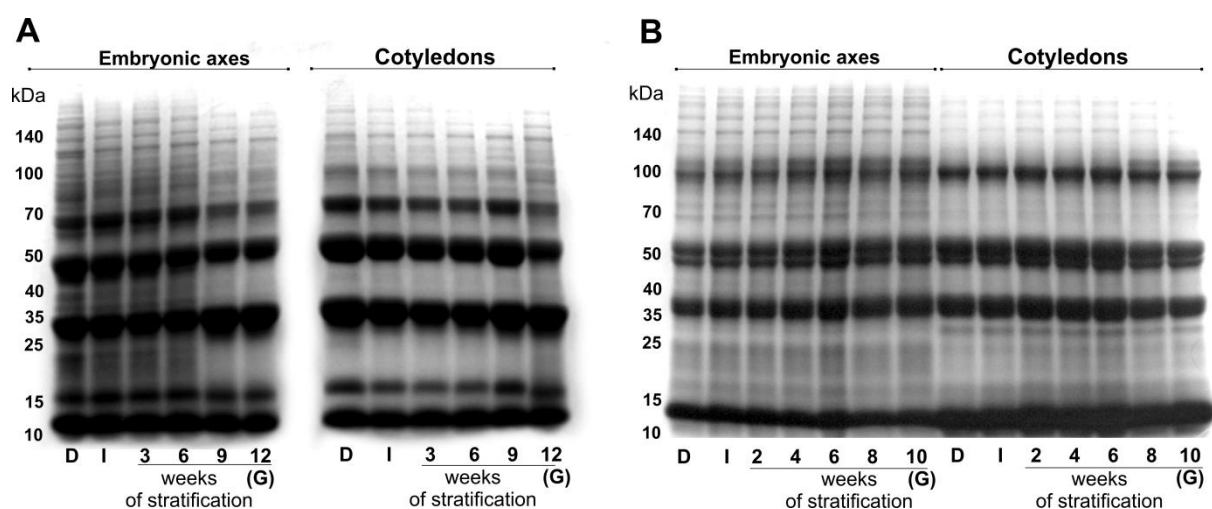 A
Embryonic axes
Cotyledons
kDa
140
100
70
50
40
35
25
15
10
D I 3 6 9 12 D I 3 6 9 12
weeks (G) weeks (G)
of stratification of stratification
B
Embryonic axes Cotyledons
kDa
140
100
70
50
40
35
25
15
10
D I 2 4 6 8 10 D I 2 4 6 8 10
weeks (G) weeks (G)
of stratification of stratification